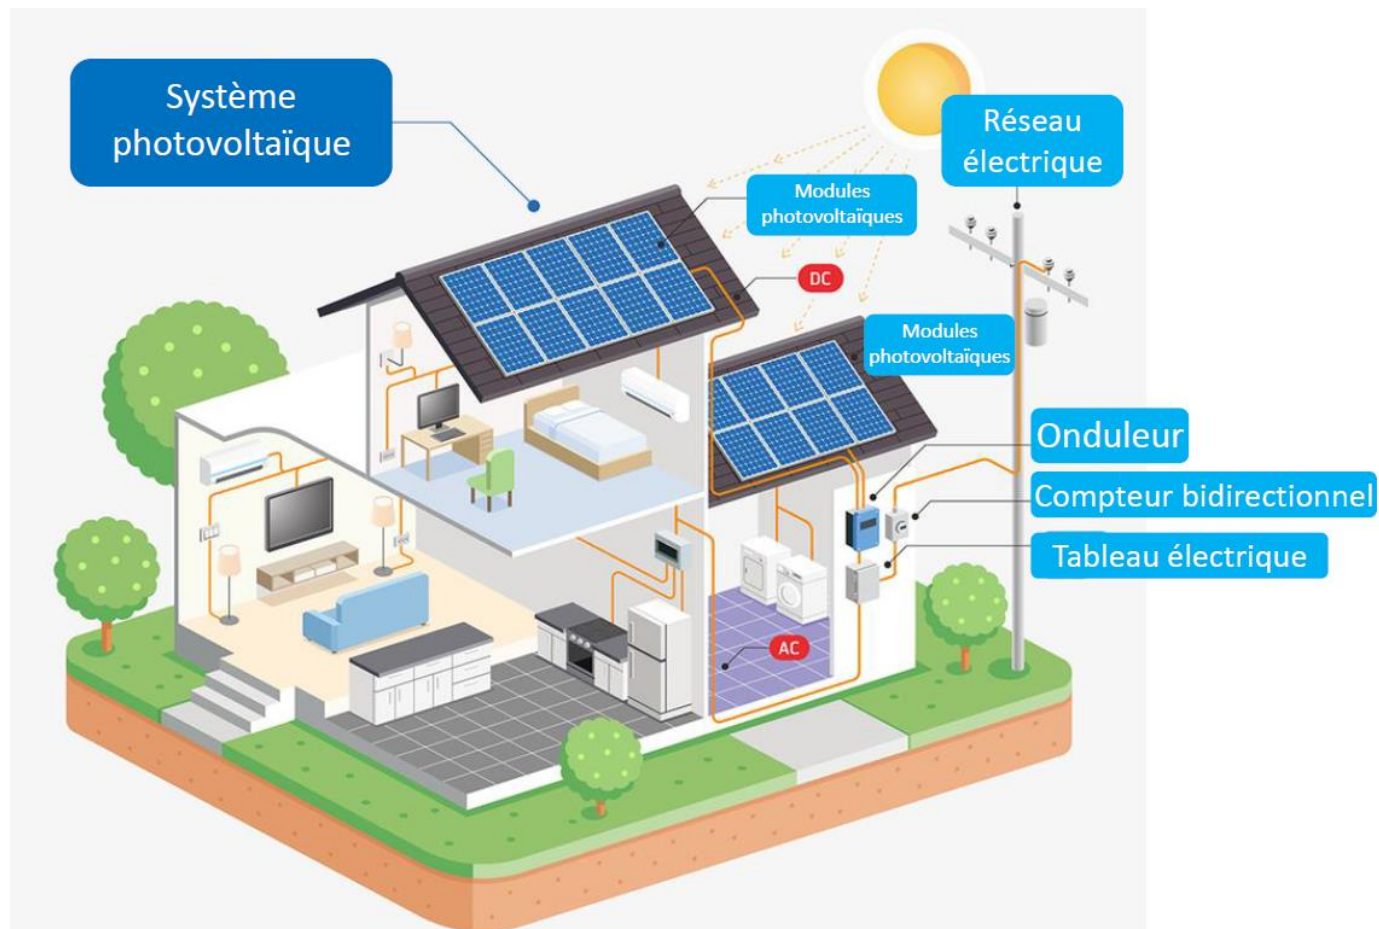 Système
photovoltaïque
Réseau
électrique
Modules
photovoltaïques
DC
Modules
photovoltaïques
Onduleur
Compteur bidirectionnel
Tableau électrique
AC